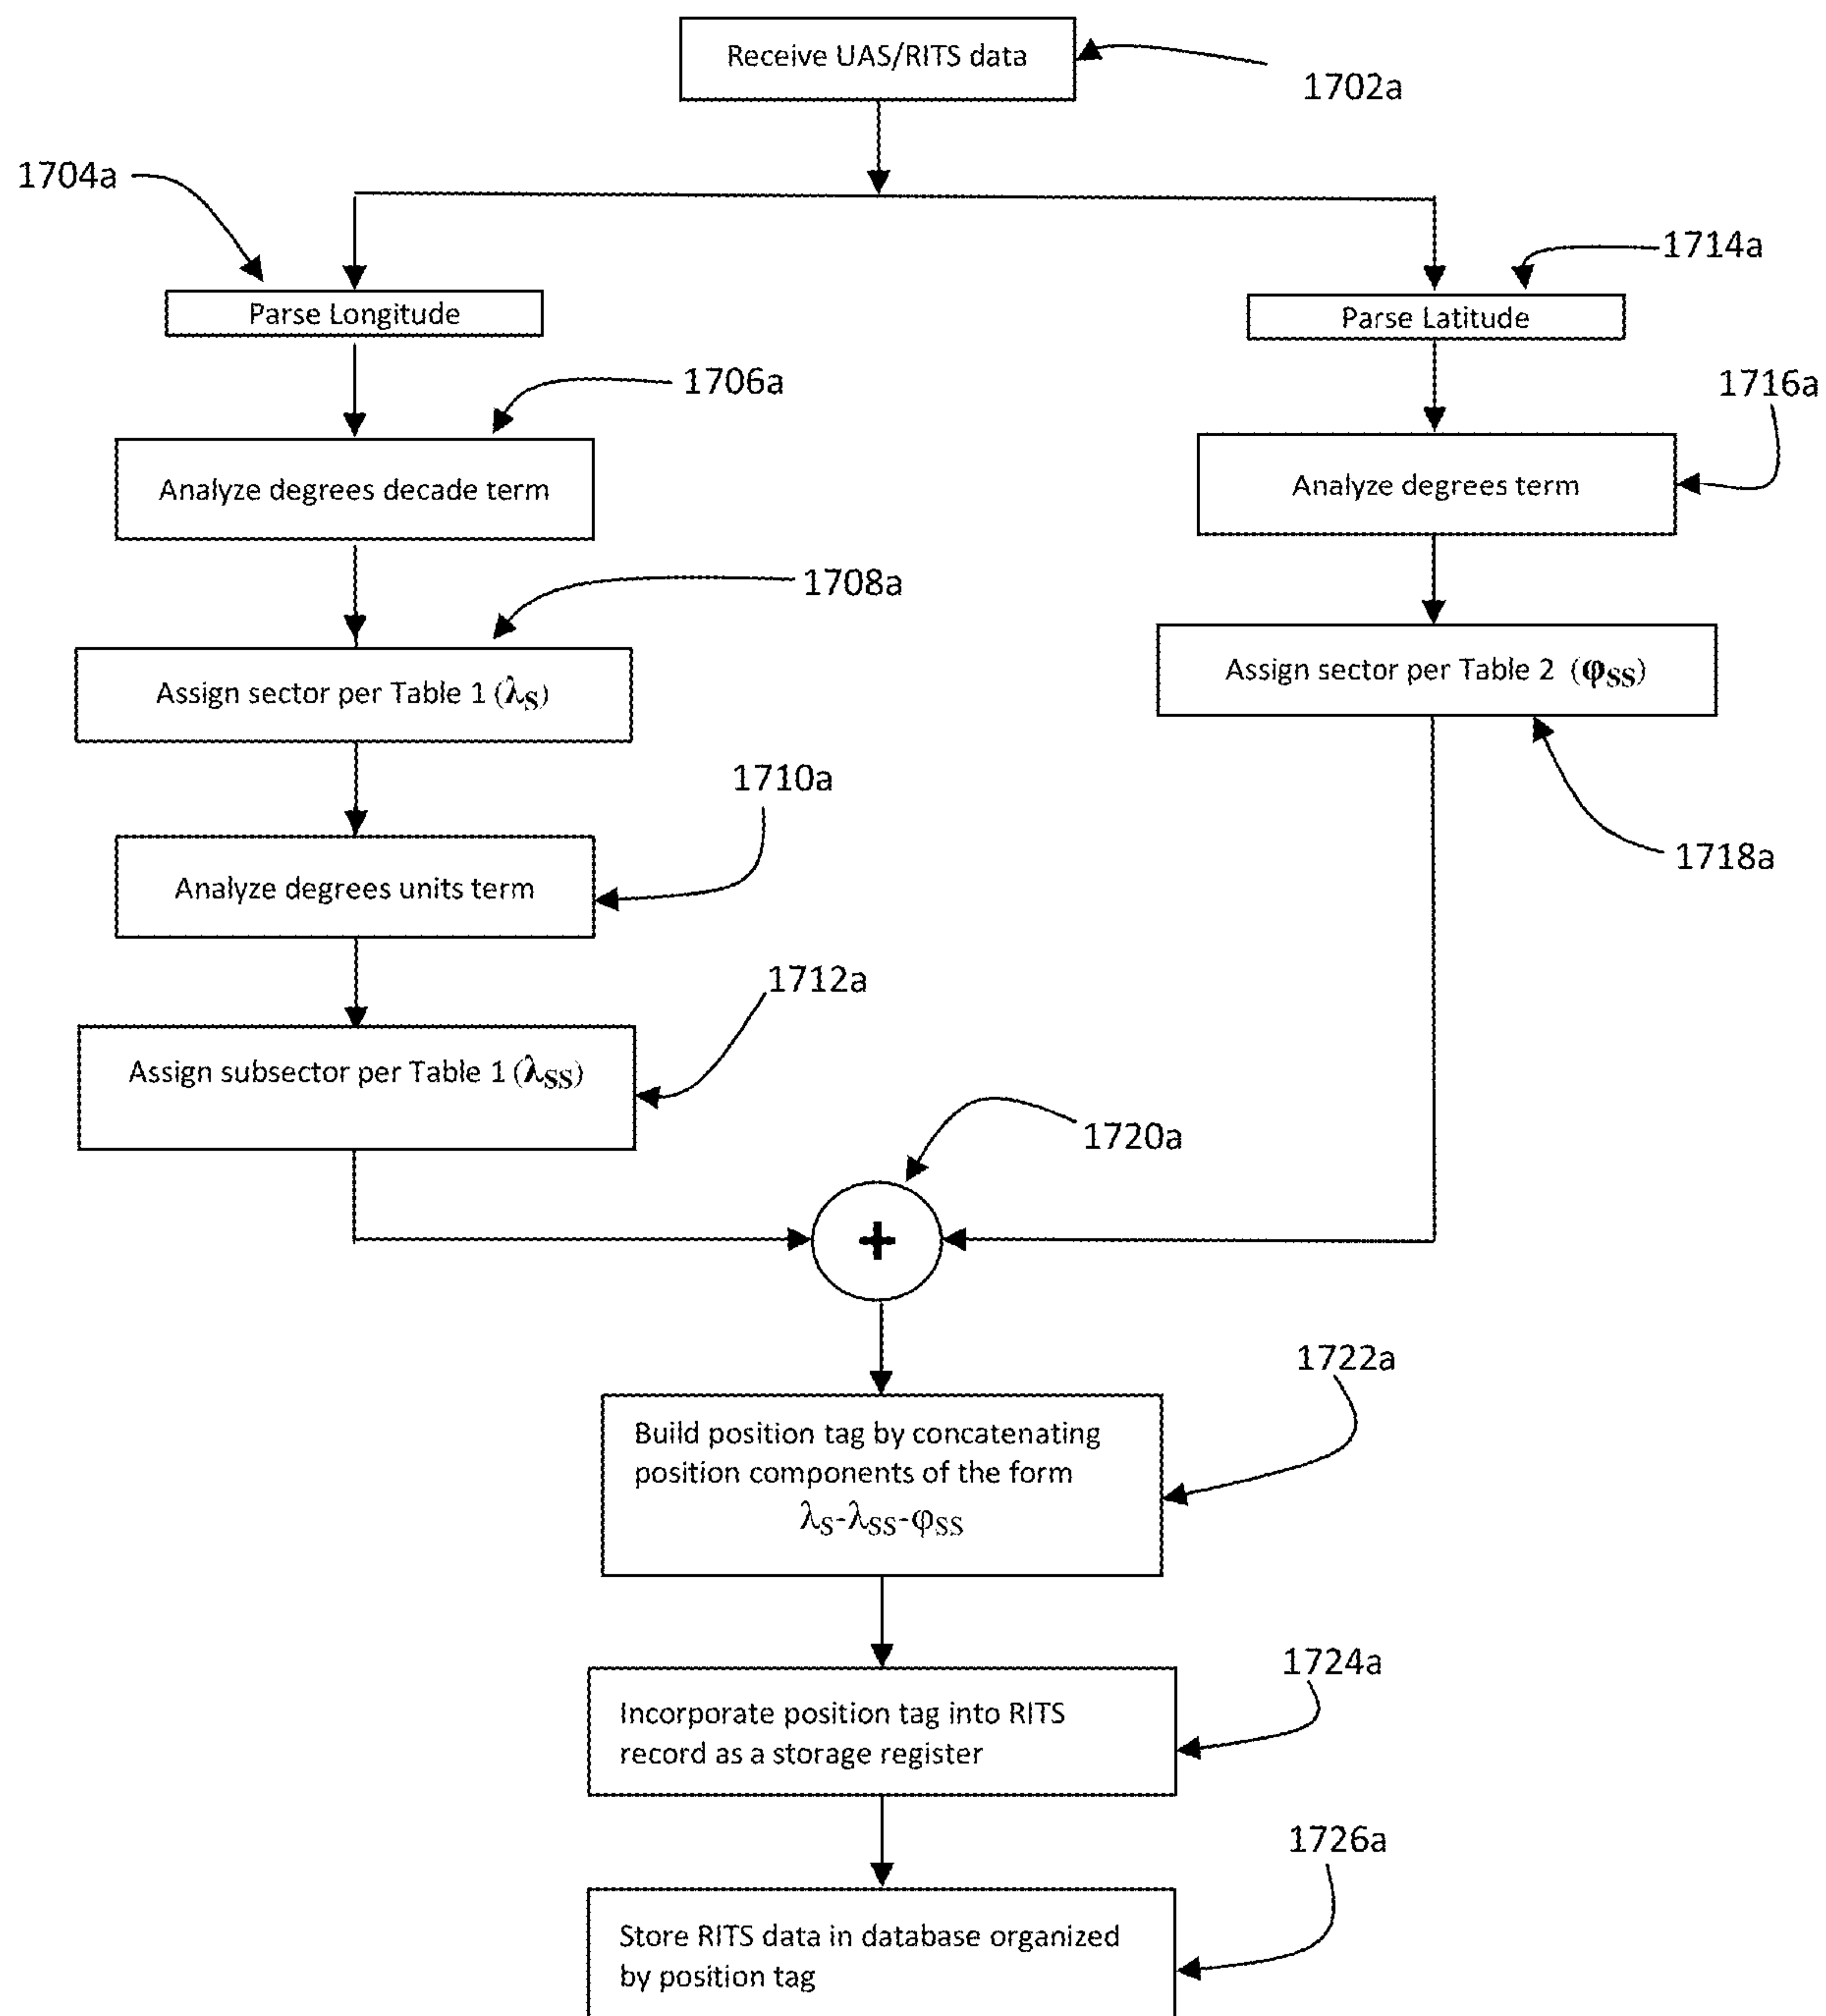 Receive UAS/RITS data
1702a
1704a
1714a
Parse Longitude
Parse Latitude
1706a
1716a
Analyze degrees decade term
Analyze degrees term
1708a
Assign sector per Table 1 (λS)
Assign sector per Table 2 (φSS)
1710a
1718a
Analyze degrees units term
1712a
Assign subsector per Table 1 (λSS)
1720a
+
1722a
Build position tag by concatenating
position components of the form
λS-λSS-φSS
1724a
Incorporate position tag into RITS
record as a storage register
1726a
Store RITS data in database organized
by position tag